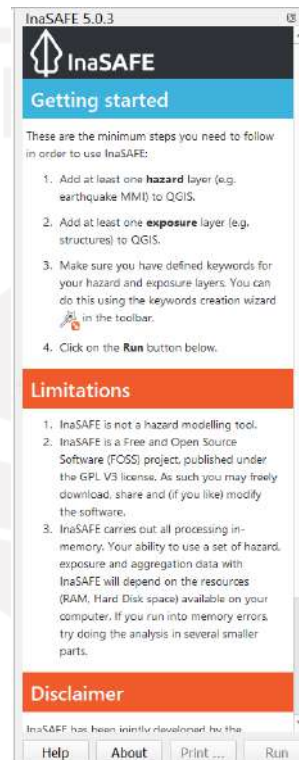 InaSAFE 5.0.3
InaSAFE
Getting started
These are the minimum steps you need to follow
in order to use InaSAFE:
1. Add at least one hazard layer (e.g.
earthquake MMI) to QGIS.
2. Add at least one exposure layer (e.g.
structures) to QGIS.
3. Make sure you have defined keywords for
your hazard and exposure layers. You can
do this using the keywords creation wizard
in the toolbar.
4. Click on the Run button below.
Limitations
1. InaSAFE is not a hazard modelling tool.
2. InaSAFE is a Free and Open Source
Software (FOSS) project, published under
the GPL V3 license. As such you may freely
download, share and (if you like) modify
the software.
3. InaSAFE carries out all processing in-
memory. Your ability to use a set of hazard,
exposure and aggregation data with
InaSAFE will depend on the resources
(RAM, Hard Disk space) available on your
computer. If you run into memory errors,
try doing the analysis in several smaller
parts.
Disclaimer
InaSAFE has been jointly developed by the
Help About Print ... Run